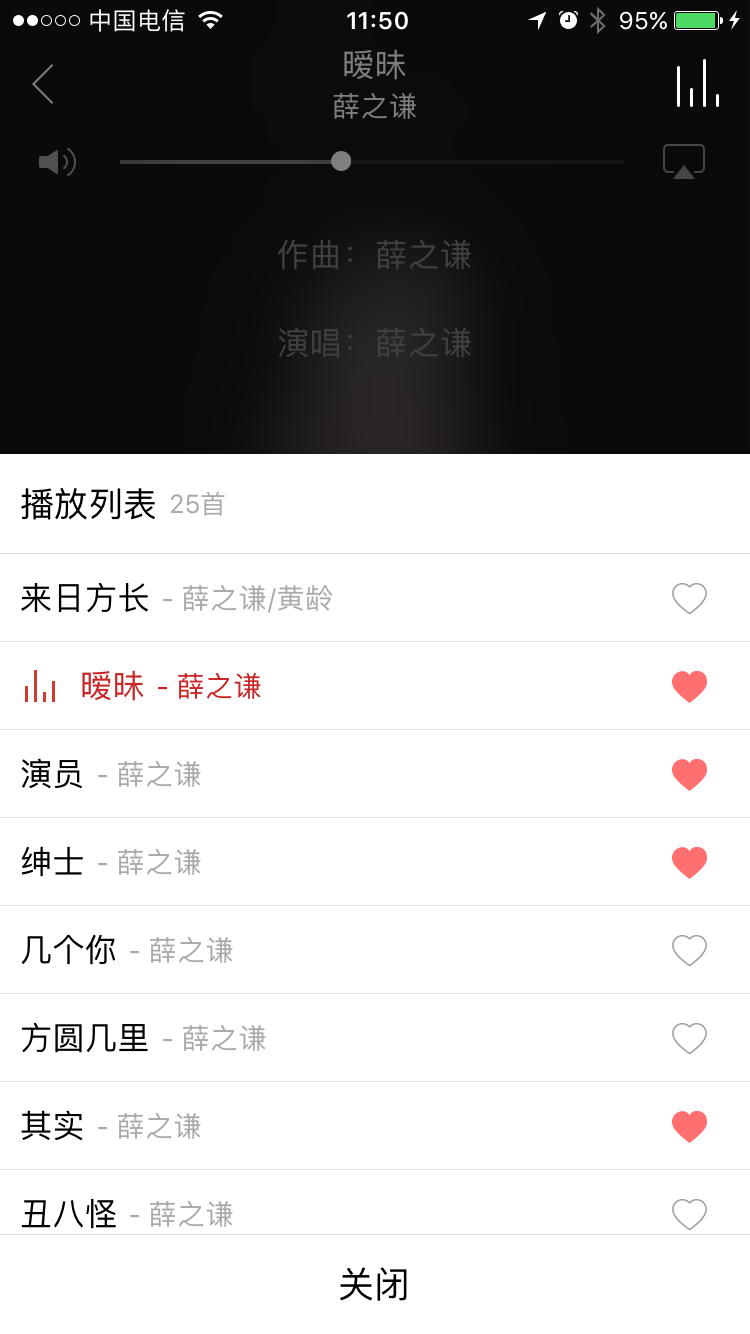 中国电信 11:50 95%
暧昧
薛之谦
作曲：薛之谦
演唱：薛之谦
播放列表 25首
来日方长 - 薛之谦/黄龄
暧昧 - 薛之谦
演员 - 薛之谦
绅士 - 薛之谦
几个你 - 薛之谦
方圆几里 - 薛之谦
其实 - 薛之谦
丑八怪 - 薛之谦
关闭